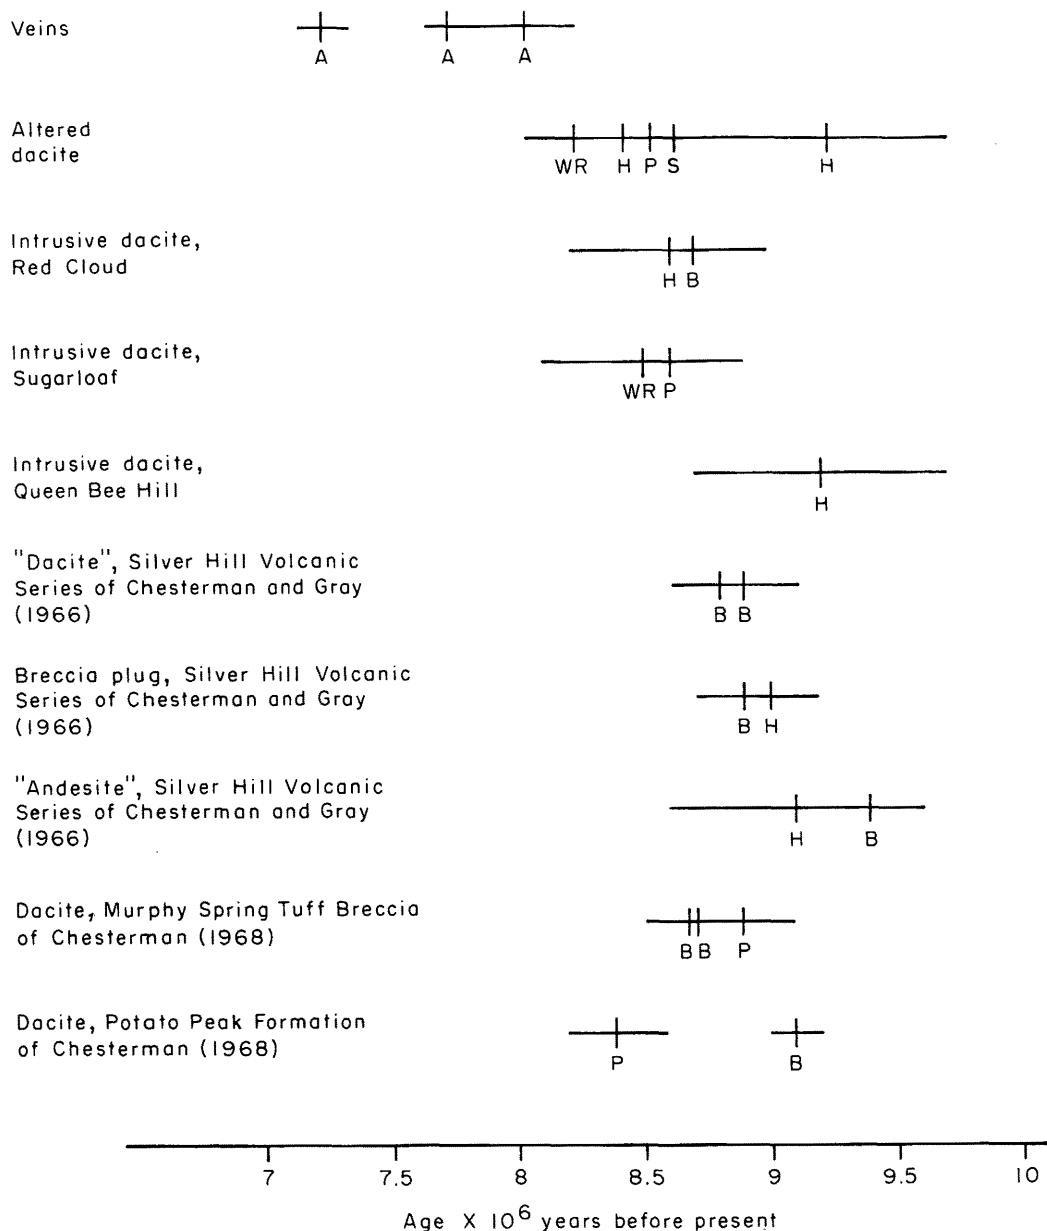 Veins
A A A
Altered
dacite
WR H P S H
Intrusive dacite,
Red Cloud
H B
Intrusive dacite,
Sugarloaf
WR P
Intrusive dacite,
Queen Bee Hill
H
"Dacite", Silver Hill Volcanic
Series of Chesterman and Gray
(1966)
B B
Breccia plug, Silver Hill Volcanic
Series of Chesterman and Gray
(1966)
B H
"Andesite", Silver Hill Volcanic
Series of Chesterman and Gray
(1966)
H B
Dacite, Murphy Spring Tuff Breccia
of Chesterman (1968)
B B P
Dacite, Potato Peak Formation
of Chesterman (1968)
P B
7 7.5 8 8.5 9 9.5 10
Age X 10⁶ years before present